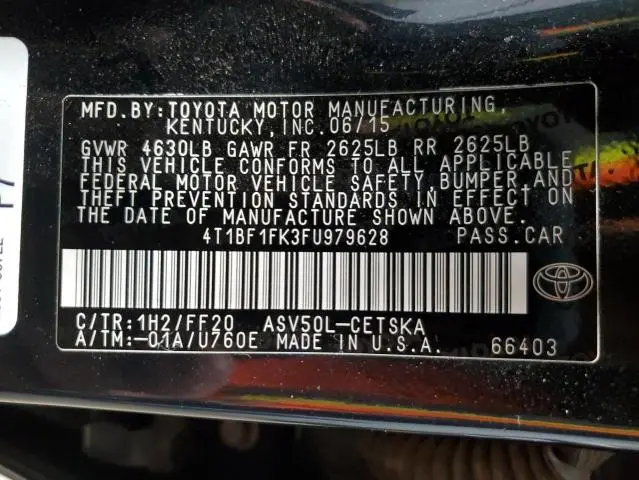 MFD.BY:TOYOTA MOTOR MANUFACTURING,
KENTUCKY,INC.06/15
GVWR 4630LB GAWR FR 2625LB RR 2625LB
THIS VEHICLE CONFORMS TO ALL APPLICABLE
FEDERAL MOTOR VEHICLE SAFETY,BUMPER,AND
THEFT PREVENTION STANDARDS IN EFFECT ON
THE DATE OF MANUFACTURE SHOWN ABOVE.
4T1BF1FK3FU979628 PASS.CAR
C/TR:1H2/FF20 ASV50L-CETSKA
A/TM:-01A/U760E MADE IN U.S.A. 66403